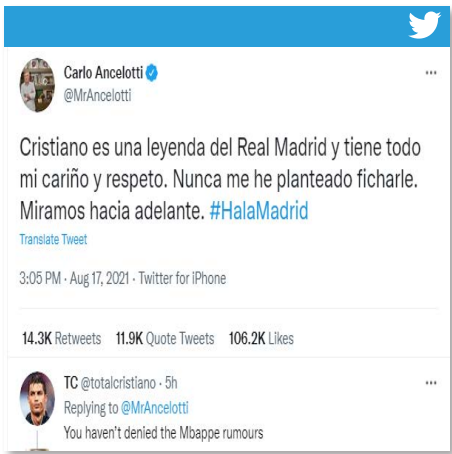 Carlo Ancelotti
@MrAncelotti
Cristiano es una leyenda del Real Madrid y tiene todo
mi cariño y respeto. Nunca me he planteado ficharle.
Miramos hacia adelante. #HalaMadrid
Translate Tweet
3:05 PM · Aug 17, 2021 · Twitter for iPhone
14.3K Retweets 11.9K Quote Tweets 106.2K Likes
TC @totalcristiano · 5h
Replying to @MrAncelotti
You haven't denied the Mbappe rumours